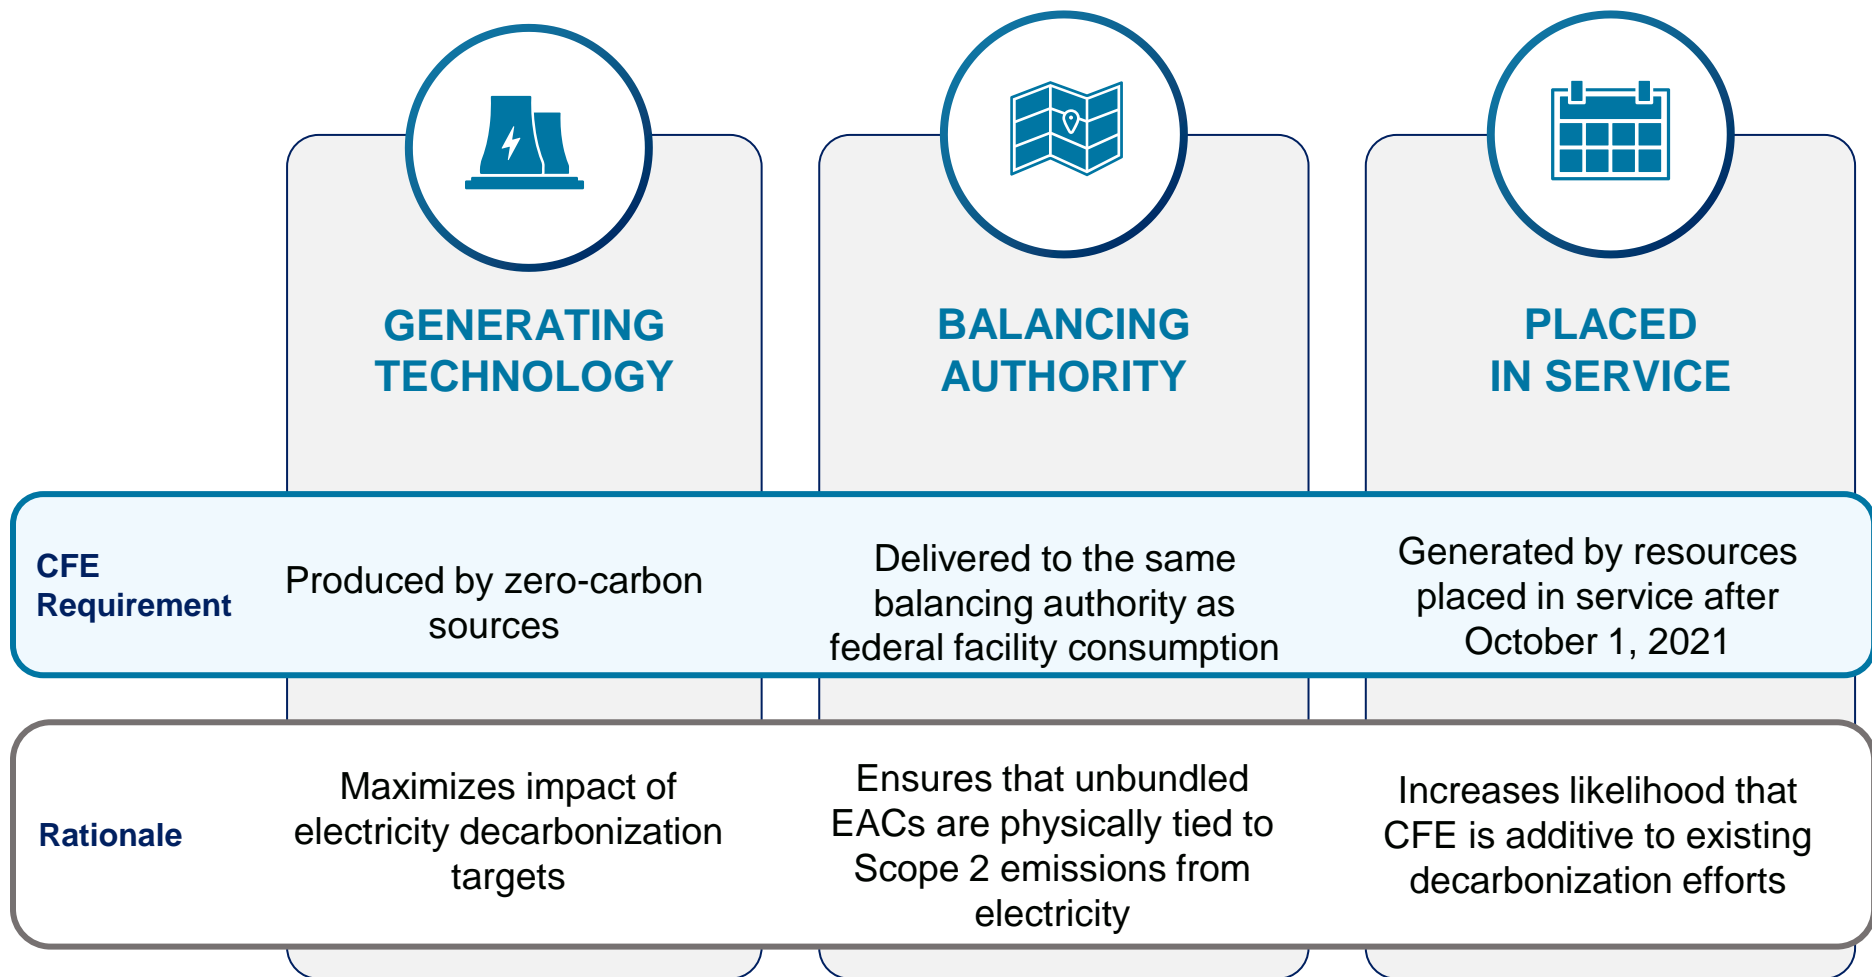 GENERATING
TECHNOLOGY
BALANCING
AUTHORITY
PLACED
IN SERVICE
CFE
Requirement
Produced by zero-carbon
sources
Delivered to the same
balancing authority as
federal facility consumption
Generated by resources
placed in service after
October 1, 2021
Rationale
Maximizes impact of
electricity decarbonization
targets
Ensures that unbundled
EACs are physically tied to
Scope 2 emissions from
electricity
Increases likelihood that
CFE is additive to existing
decarbonization efforts